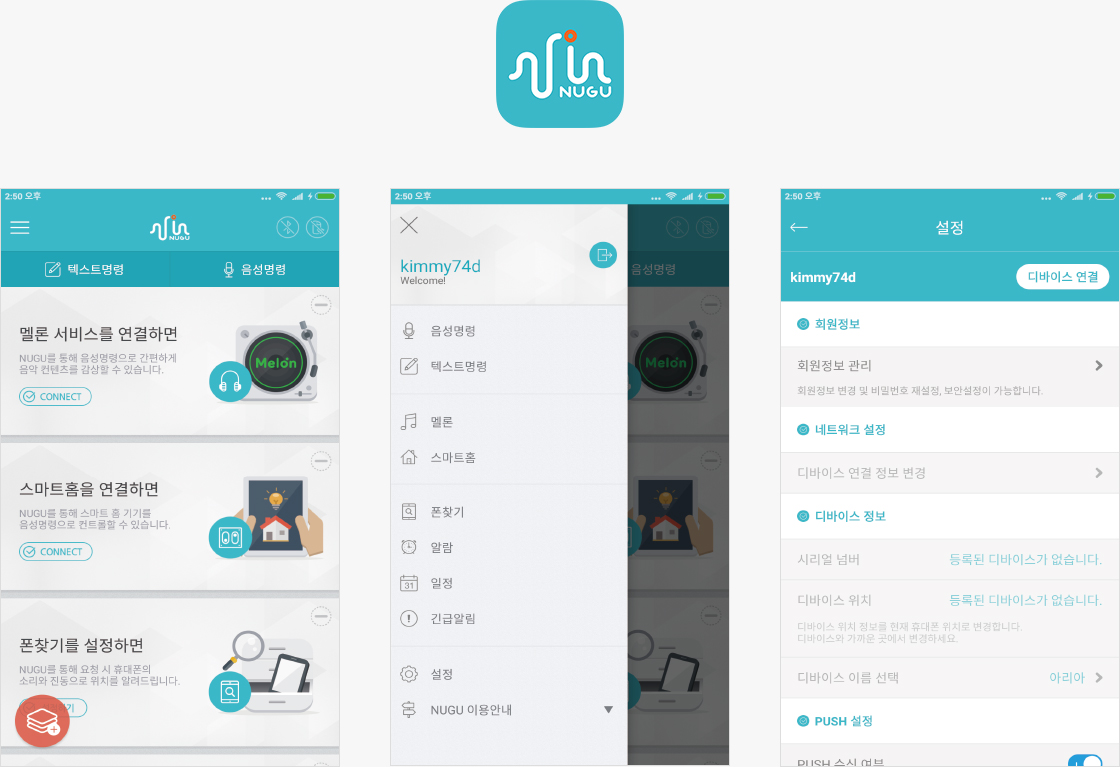 NUGU
2:50 오후
NUGU
텍스트명령
음성명령
멜론 서비스를 연결하면
NUGU를 통해 음성명령으로 간편하게
음악 컨텐츠를 감상할 수 있습니다.
CONNECT
Melon
스마트홈을 연결하면
NUGU를 통해 스마트 홈 기기를
음성명령으로 컨트롤할 수 있습니다.
CONNECT
폰찾기를 설정하면
NUGU를 통해 요청 시 휴대폰의
소리와 진동으로 위치를 알려드립니다.
2:50 오후
kimmy74d
Welcome!
음성명령
음성명령
텍스트명령
멜론
스마트홈
폰찾기
알람
31
일정
긴급알림
설정
NUGU 이용안내
2:50 오후
설정
kimmy74d
디바이스 연결
회원정보
회원정보 관리
회원정보 변경 및 비밀번호 재설정, 보안설정이 가능합니다.
네트워크 설정
디바이스 연결 정보 변경
디바이스 정보
시리얼 넘버
등록된 디바이스가 없습니다.
디바이스 위치
등록된 디바이스가 없습니다.
디바이스 위치 정보를 현재 휴대폰 위치로 변경합니다.
디바이스와 가까운 곳에서 변경하세요.
디바이스 이름 선택
아리아
PUSH 설정
PUSH 수신 여부